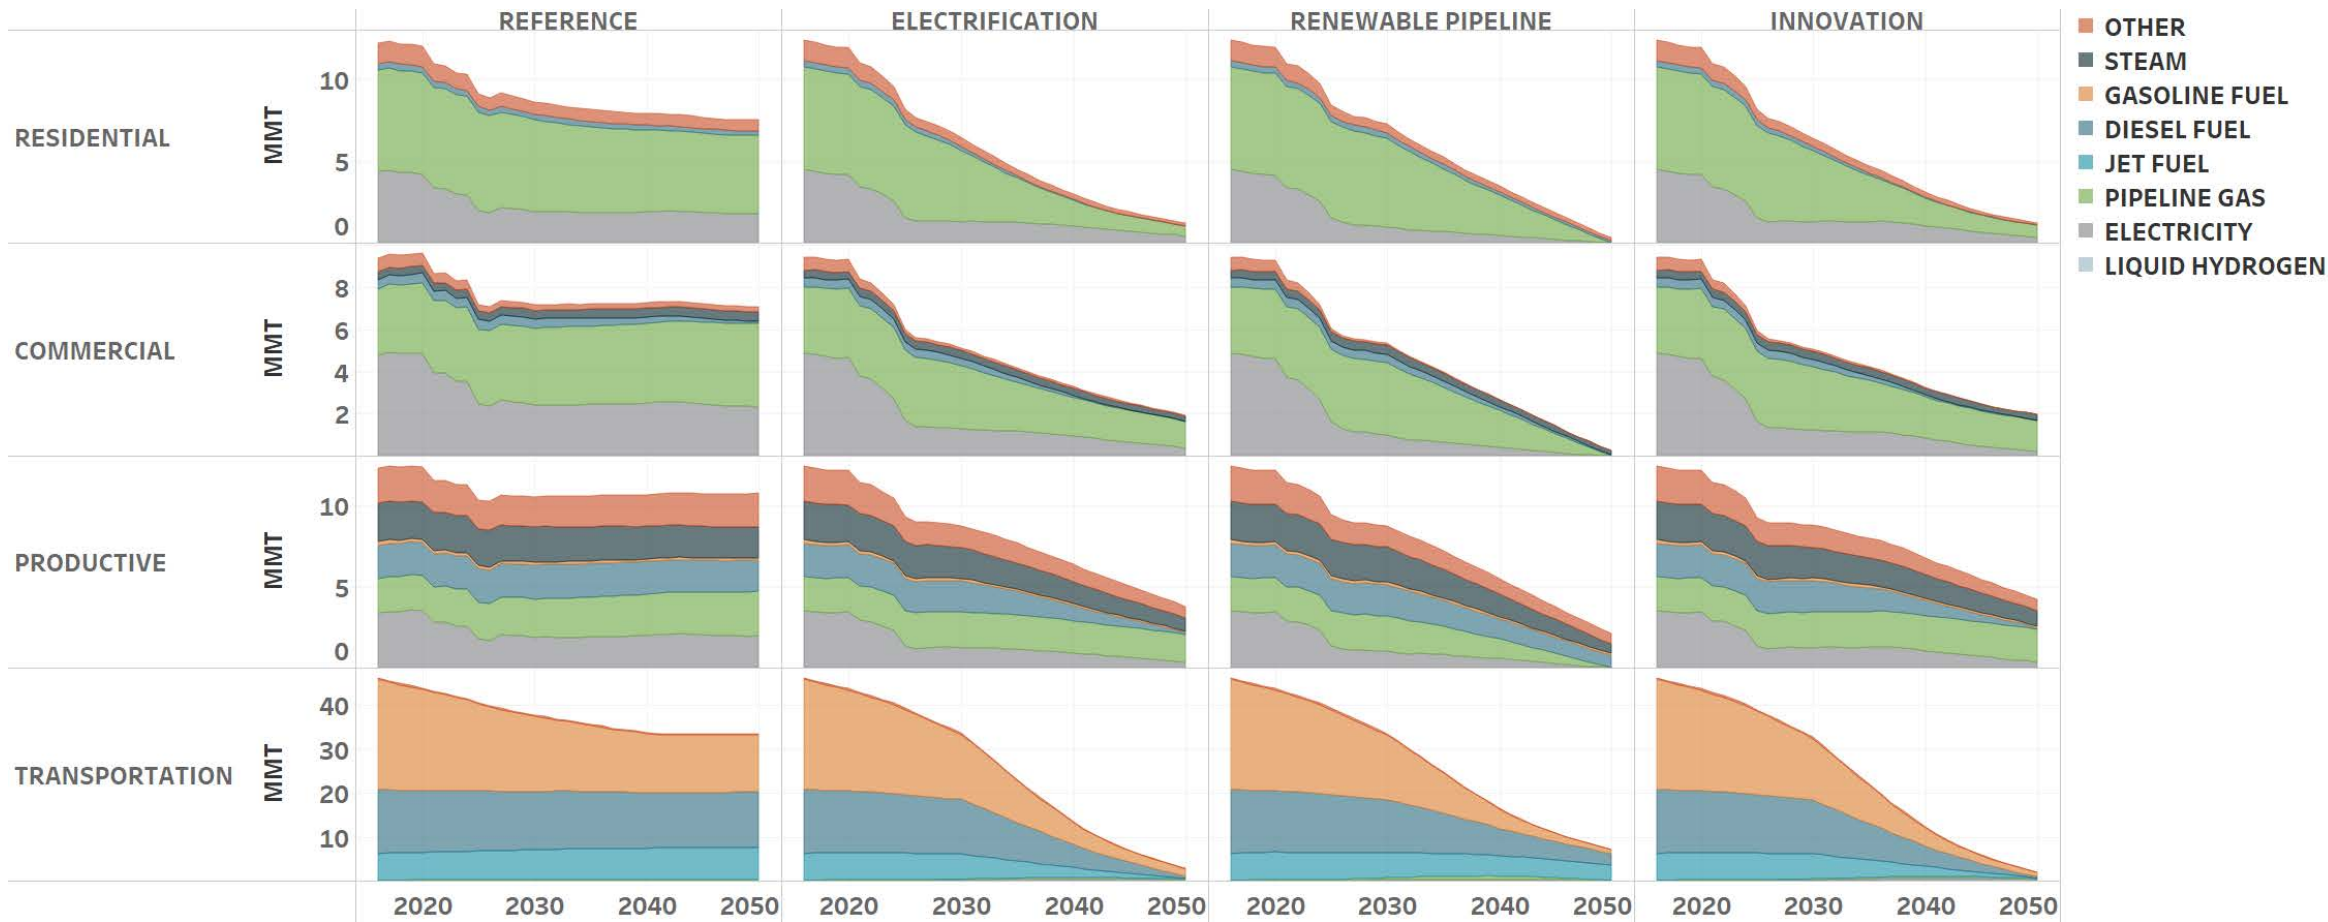 REFERENCE
ELECTRIFICATION
RENEWABLE PIPELINE
INNOVATION
OTHER
STEAM
GASOLINE FUEL
DIESEL FUEL
JET FUEL
PIPELINE GAS
ELECTRICITY
LIQUID HYDROGEN
RESIDENTIAL
MMT
10
5
0
COMMERCIAL
MMT
8
6
4
2
PRODUCTIVE
MMT
10
5
0
TRANSPORTATION
MMT
40
30
20
10
2020 2030 2040 2050
2020 2030 2040 2050
2020 2030 2040 2050
2020 2030 2040 2050